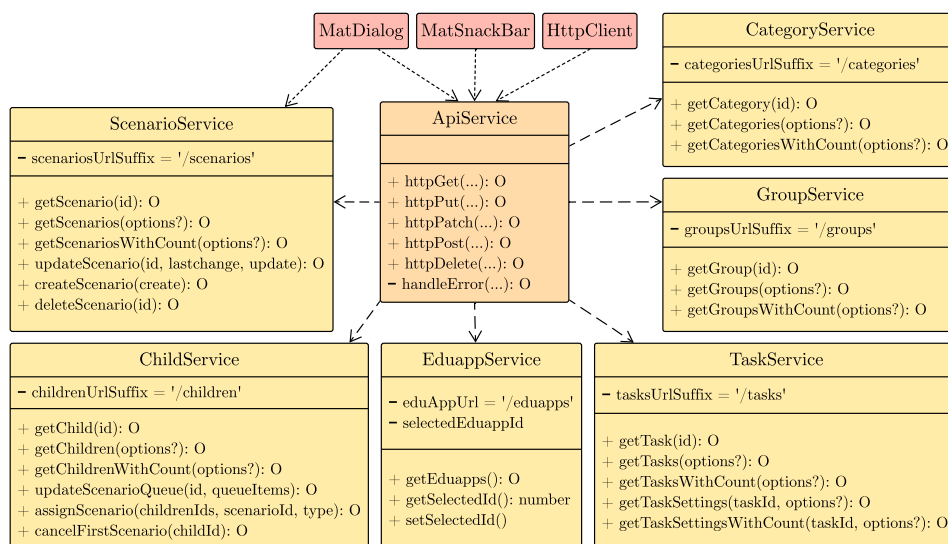 MatDialog
MatSnackBar
HttpClient
CategoryService
- categoriesUrlSuffix = '/categories'
+ getCategory(id): O
+ getCategories(options?): O
+ getCategoriesWithCount(options?): O
ScenarioService
- scenariosUrlSuffix = '/scenarios'
+ getScenario(id): O
+ getScenarios(options?): O
+ getScenariosWithCount(options?): O
+ updateScenario(id, lastchange, update): O
+ createScenario(create): O
+ deleteScenario(id): O
ApiService
+ httpGet(...): O
+ httpPut(...): O
+ httpPatch(...): O
+ httpPost(...): O
+ httpDelete(...): O
- handleError(...): O
GroupService
- groupsUrlSuffix = '/groups'
+ getGroup(id): O
+ getGroups(options?): O
+ getGroupsWithCount(options?): O
ChildService
- childrenUrlSuffix = '/children'
+ getChild(id): O
+ getChildren(options?): O
+ getChildrenWithCount(options?): O
+ updateScenarioQueue(id, queueItems): O
+ assignScenario(childrenIds, scenarioId, type): O
+ cancelFirstScenario(childId): O
EduappService
- eduAppUrl = '/eduapps'
- selectedEduappId
+ getEduapps(): O
+ getSelectedId(): number
+ setSelectedId()
TaskService
- tasksUrlSuffix = '/tasks'
+ getTask(id): O
+ getTasks(options?): O
+ getTasksWithCount(options?): O
+ getTaskSettings(taskId, options?): O
+ getTaskSettingsWithCount(taskId, options?): O